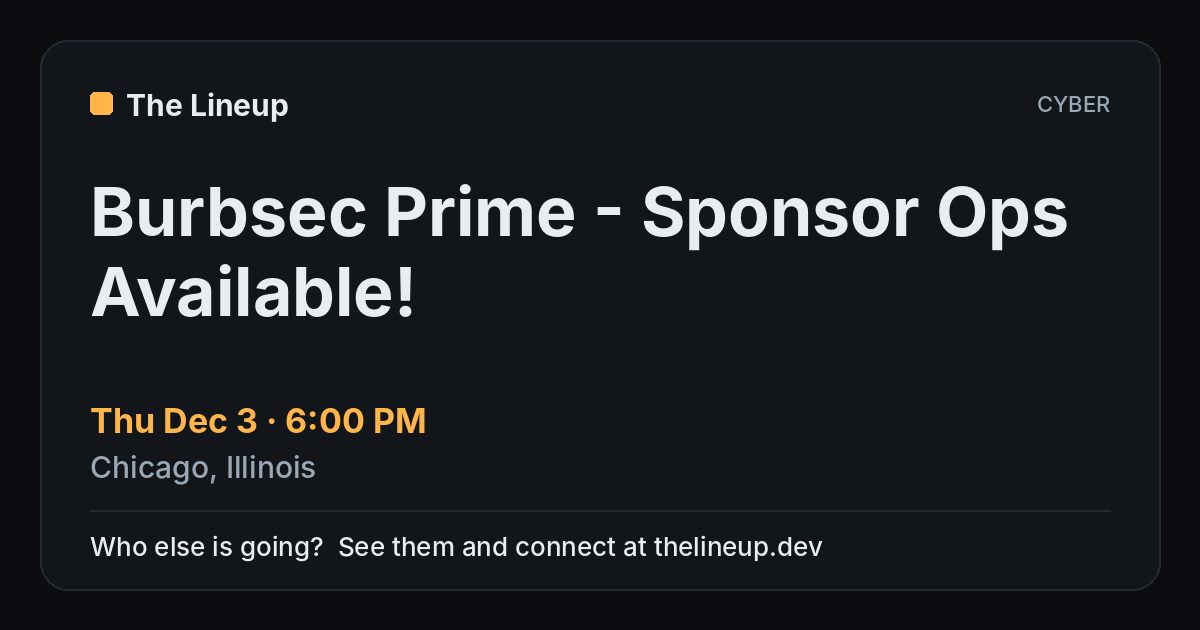 The Lineup
CYBER
Burbsec Prime - Sponsor Ops
Available!
Thu Dec 3 · 6:00 PM
Chicago, Illinois
Who else is going?  See them and connect at thelineup.dev